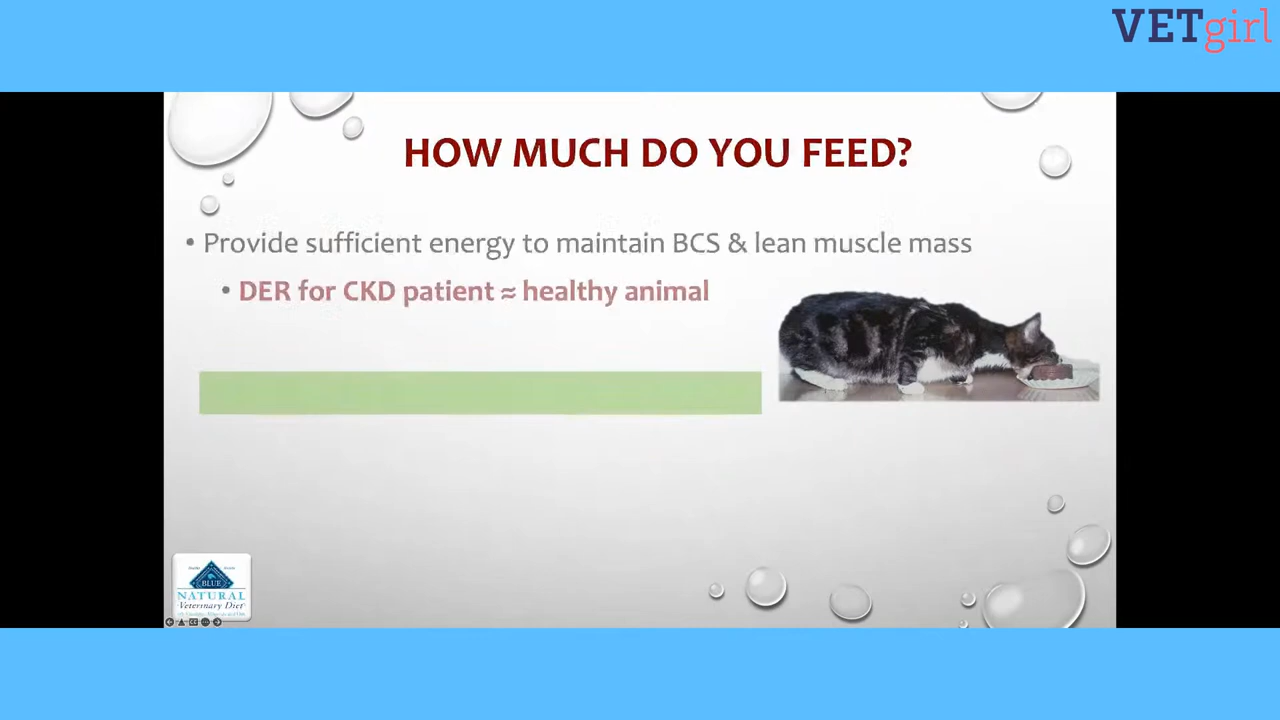 VETgirl
HOW MUCH DO YOU FEED?
• Provide sufficient energy to maintain BCS & lean muscle mass
• DER for CKD patient ≈ healthy animal
BLUE
NATURAL
Veterinary Diet